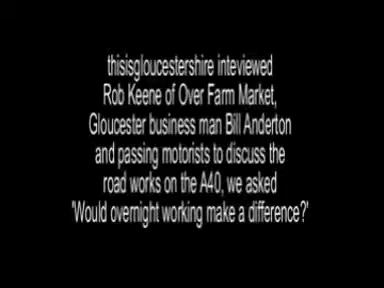 thisisgloucestershire inteviewed
Rob Keene of Over Farm Market,
Gloucester business man Bill Anderton
and passing motorists to discuss the
road works on the A40, we asked
'Would overnight working make a difference?'